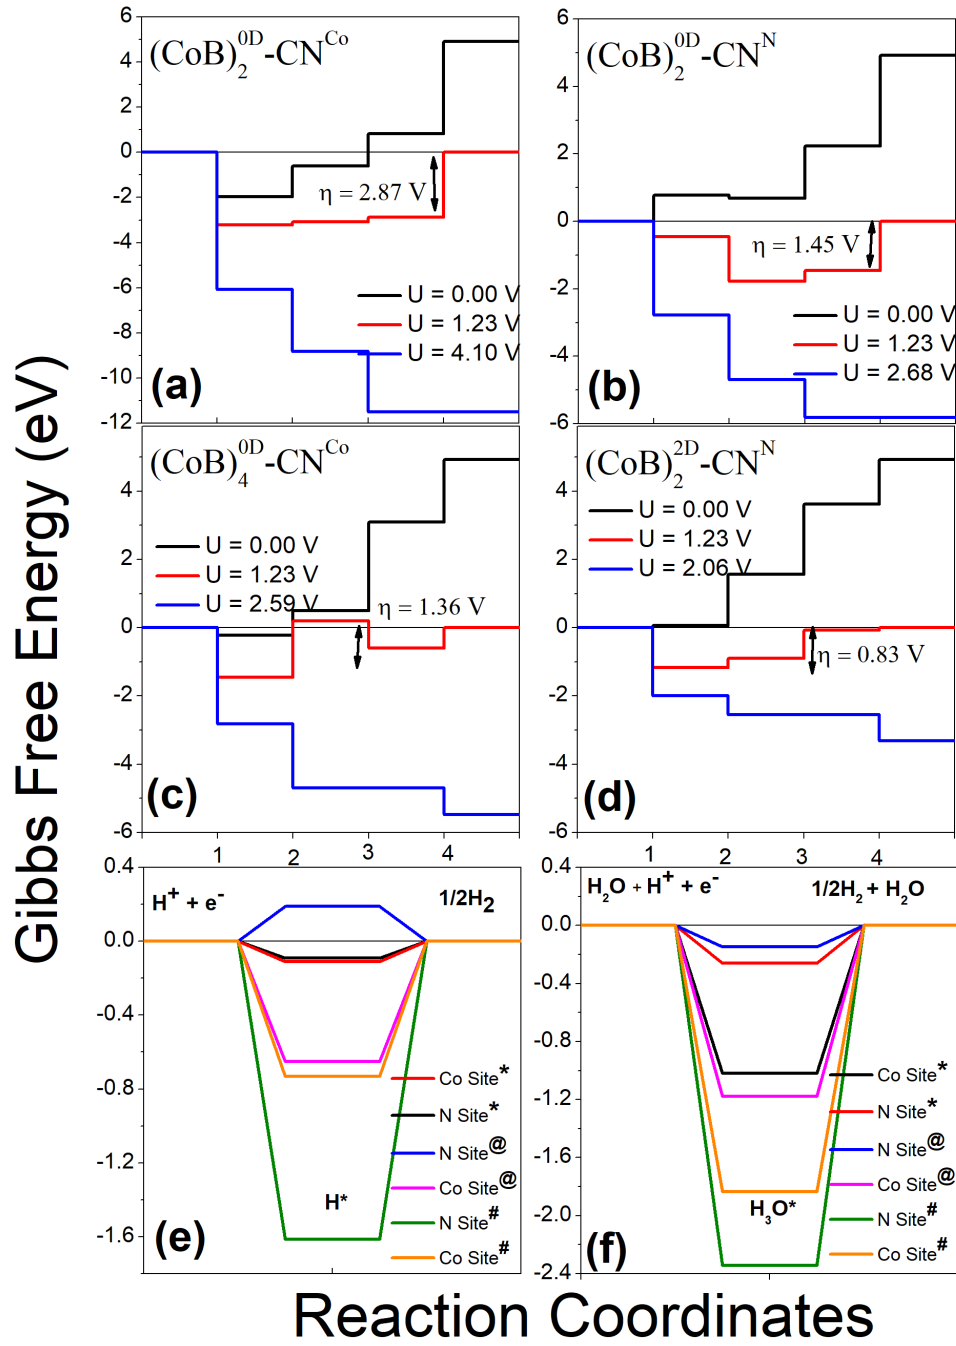 Gibbs Free Energy (eV)
6
4
2
0
-2
-4
-6
-8
-10
-12
(CoB)₂⁰ᴰ-CNᶜᵒ
η = 2.87 V
U = 0.00 V
U = 1.23 V
U = 4.10 V
(a)
6
4
2
0
-2
-4
-6
(CoB)₂⁰ᴰ-CNᴺ
η = 1.45 V
U = 0.00 V
U = 1.23 V
U = 2.68 V
(b)
4
2
0
-2
-4
-6
(CoB)₄⁰ᴰ-CNᶜᵒ
U = 0.00 V
U = 1.23 V
U = 2.59 V
η = 1.36 V
(c)
1 2 3 4
4
2
0
-2
-4
-6
(CoB)₂²ᴰ-CNᴺ
U = 0.00 V
U = 1.23 V
U = 2.06 V
η = 0.83 V
(d)
1 2 3 4
0.4
0.0
-0.4
-0.8
-1.2
-1.6
H⁺ + e⁻
1/2H₂
Co Site*
N Site*
N Site@
Co Site@
N Site#
Co Site#
H*
(e)
0.4
0.0
-0.4
-0.8
-1.2
-1.6
-2.0
-2.4
H₂O + H⁺ + e⁻
1/2H₂ + H₂O
Co Site*
N Site*
N Site@
Co Site@
N Site#
Co Site#
H₃O*
(f)
Reaction Coordinates